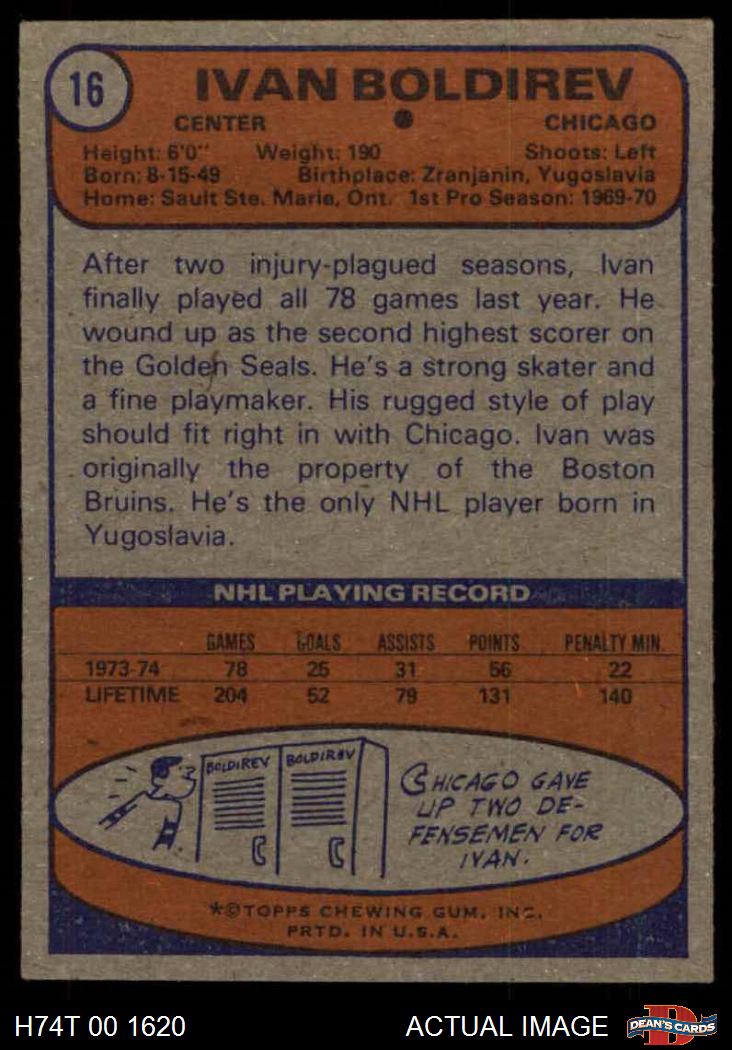 16
IVAN BOLDIREV
CENTER CHICAGO
Height: 6'0" Weight: 190 Shoots: Left
Born: 8-15-49 Birthplace: Zranjanin, Yugoslavia
Home: Sault Ste. Marie, Ont. 1st Pro Season: 1969-70
After two injury-plagued seasons, Ivan
finally played all 78 games last year. He
wound up as the second highest scorer on
the Golden Seals. He's a strong skater and
a fine playmaker. His rugged style of play
should fit right in with Chicago. Ivan was
originally the property of the Boston
Bruins. He's the only NHL player born in
Yugoslavia.
NHL PLAYING RECORD
GAMES GOALS ASSISTS POINTS PENALTY MIN.
1973-74 78 25 31 56 22
LIFETIME 204 52 79 131 140
BOLDIREV BOLDIREV
CHICAGO GAVE
UP TWO DE-
FENSEMEN FOR
IVAN.
*©TOPPS CHEWING GUM, INC.
PRTD. IN U.S.A.
H74T 00 1620 ACTUAL IMAGE D DEAN'S CARDS